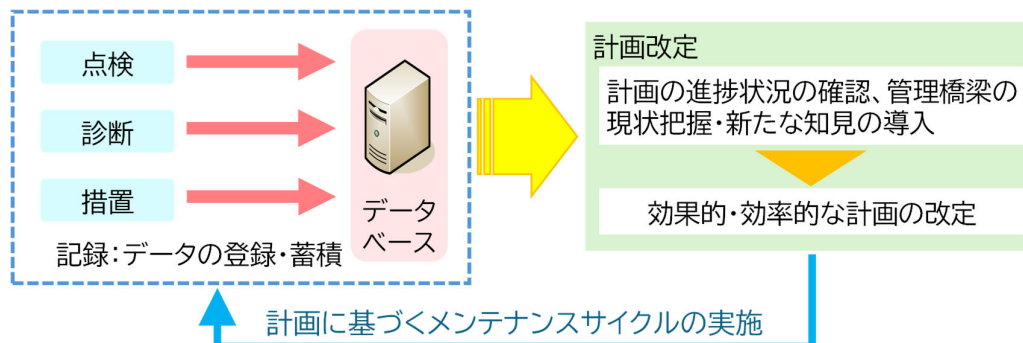 点検
診断
措置
データ
ベース
記録：データの登録・蓄積
計画改定
計画の進捗状況の確認、管理橋梁の
現状把握・新たな知見の導入
効果的・効率的な計画の改定
計画に基づくメンテナンスサイクルの実施